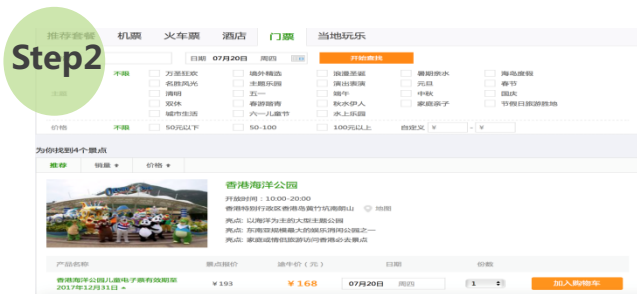 推荐套餐 机票 火车票 酒店 门票 当地玩乐
Step2
日期 07月20日 周四 开始查找
不限 万圣狂欢 境外精选 浪漫圣诞 暑期亲水 海岛度假
名胜风光 主题乐园 演出表演 元旦 春节
主题 清明 五一 端午 中秋 国庆
双休 春游踏青 秋水伊人 家庭亲子 节假日旅游胜地
城市生活 六一儿童节 水上乐园
价格 不限 50元以下 50-100 100元以上 自定义 ¥ - ¥
为你找到4个景点
推荐 销量 价格
香港海洋公园
开放时间：10:00-20:00
香港特别行政区香港岛黄竹坑南朗山 地图
亮点: 以海洋为主的大型主题公园
亮点: 东南亚规模最大的娱乐消闲公园之一
亮点: 家庭或情侣旅游访问香港必去景点
产品名称 景点报价 途牛价（元） 日期 份数
香港海洋公园儿童电子票有效期至
2017年12月31日 ¥193 ¥168 07月20日 周四 1 加入购物车